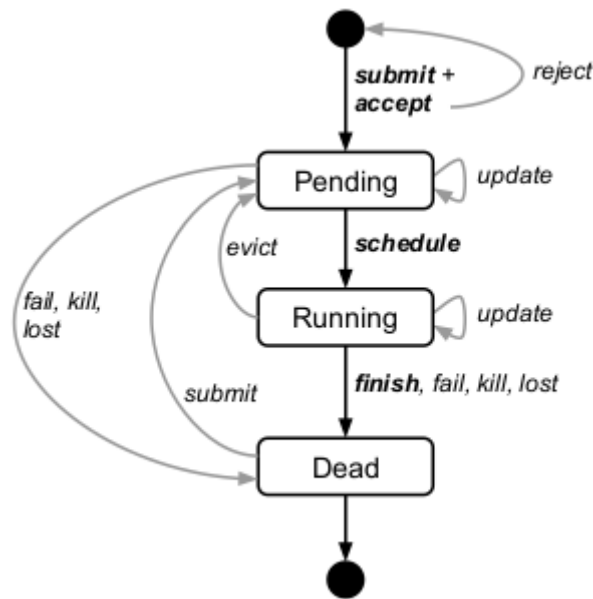 submit +
accept
reject
Pending
update
evict
schedule
fail, kill,
lost
Running
update
submit
finish, fail, kill, lost
Dead